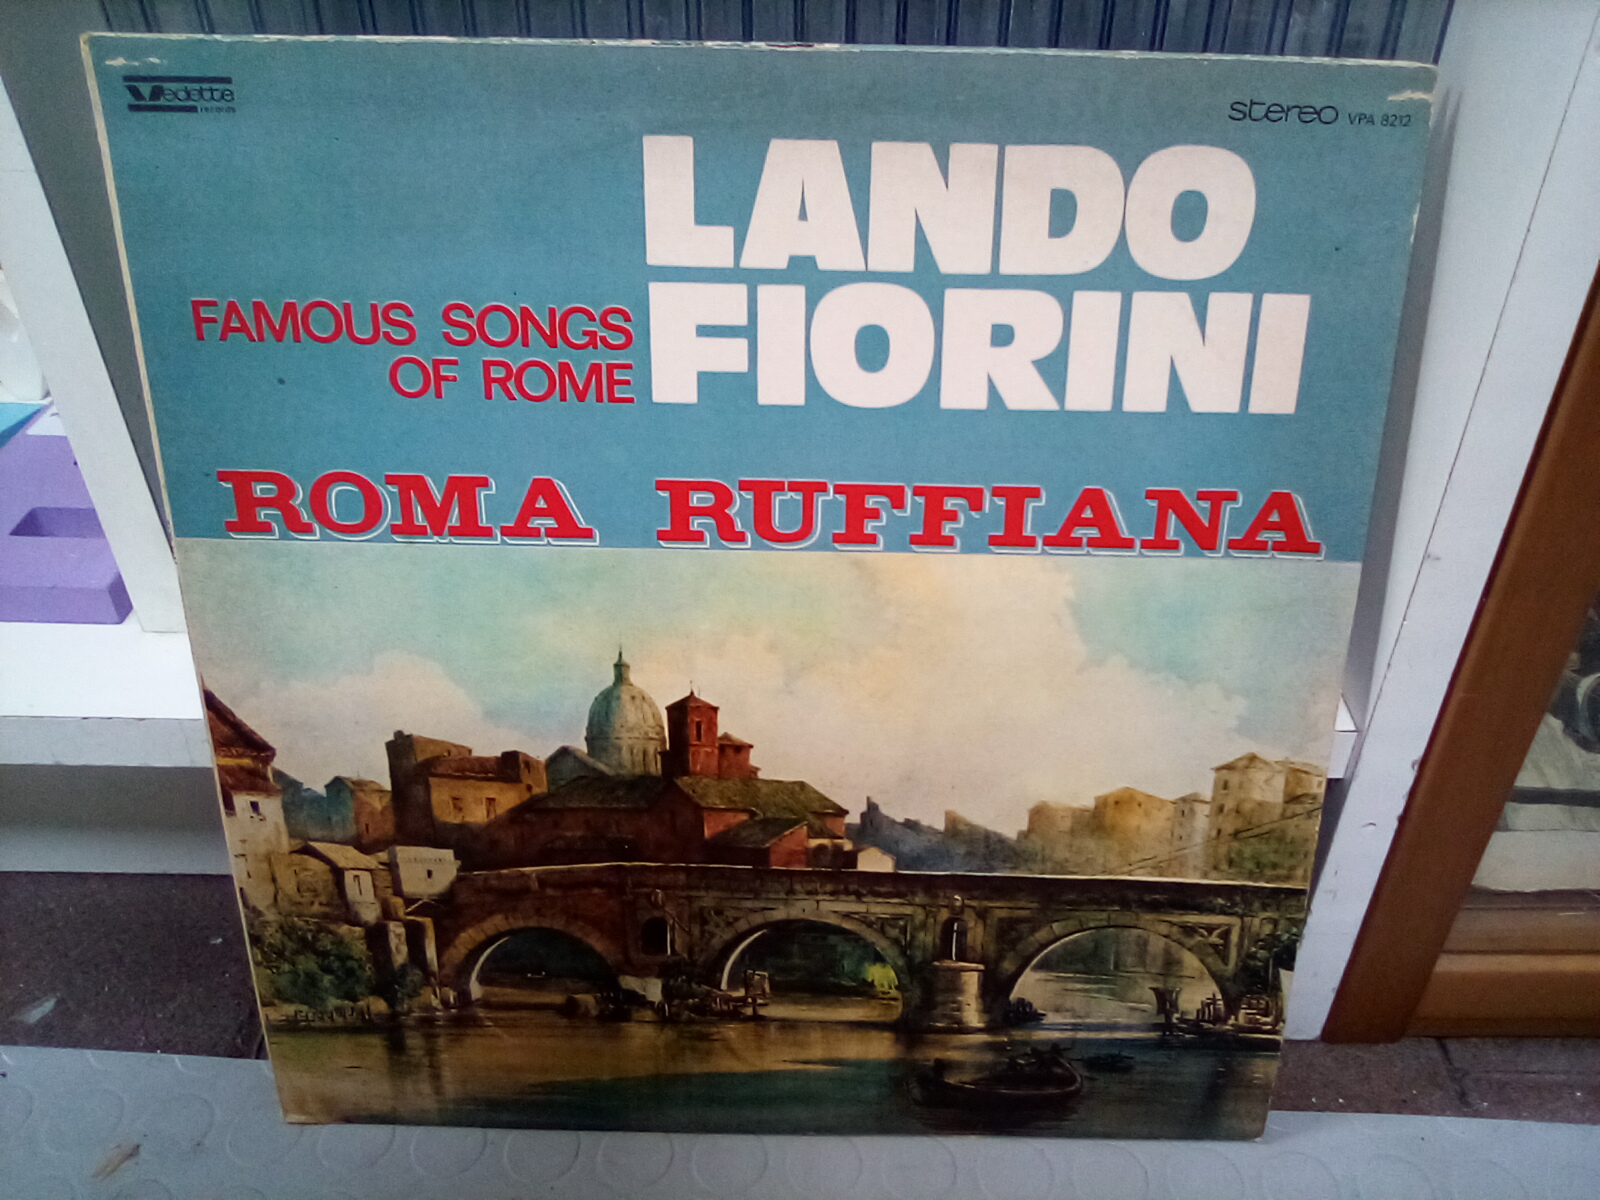 Vedette
records
stereo VPA 8212
LANDO
FIORINI
FAMOUS SONGS
OF ROME
ROMA RUFFIANA